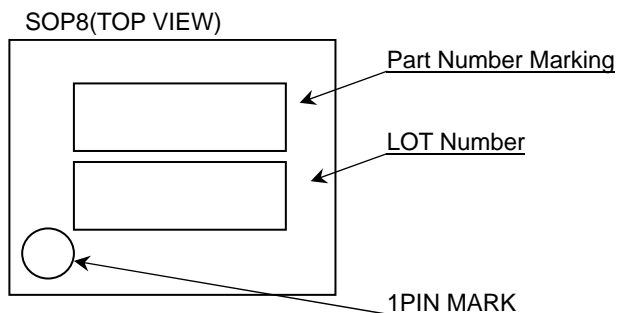 SOP8(TOP VIEW)
Part Number Marking
LOT Number
1PIN MARK